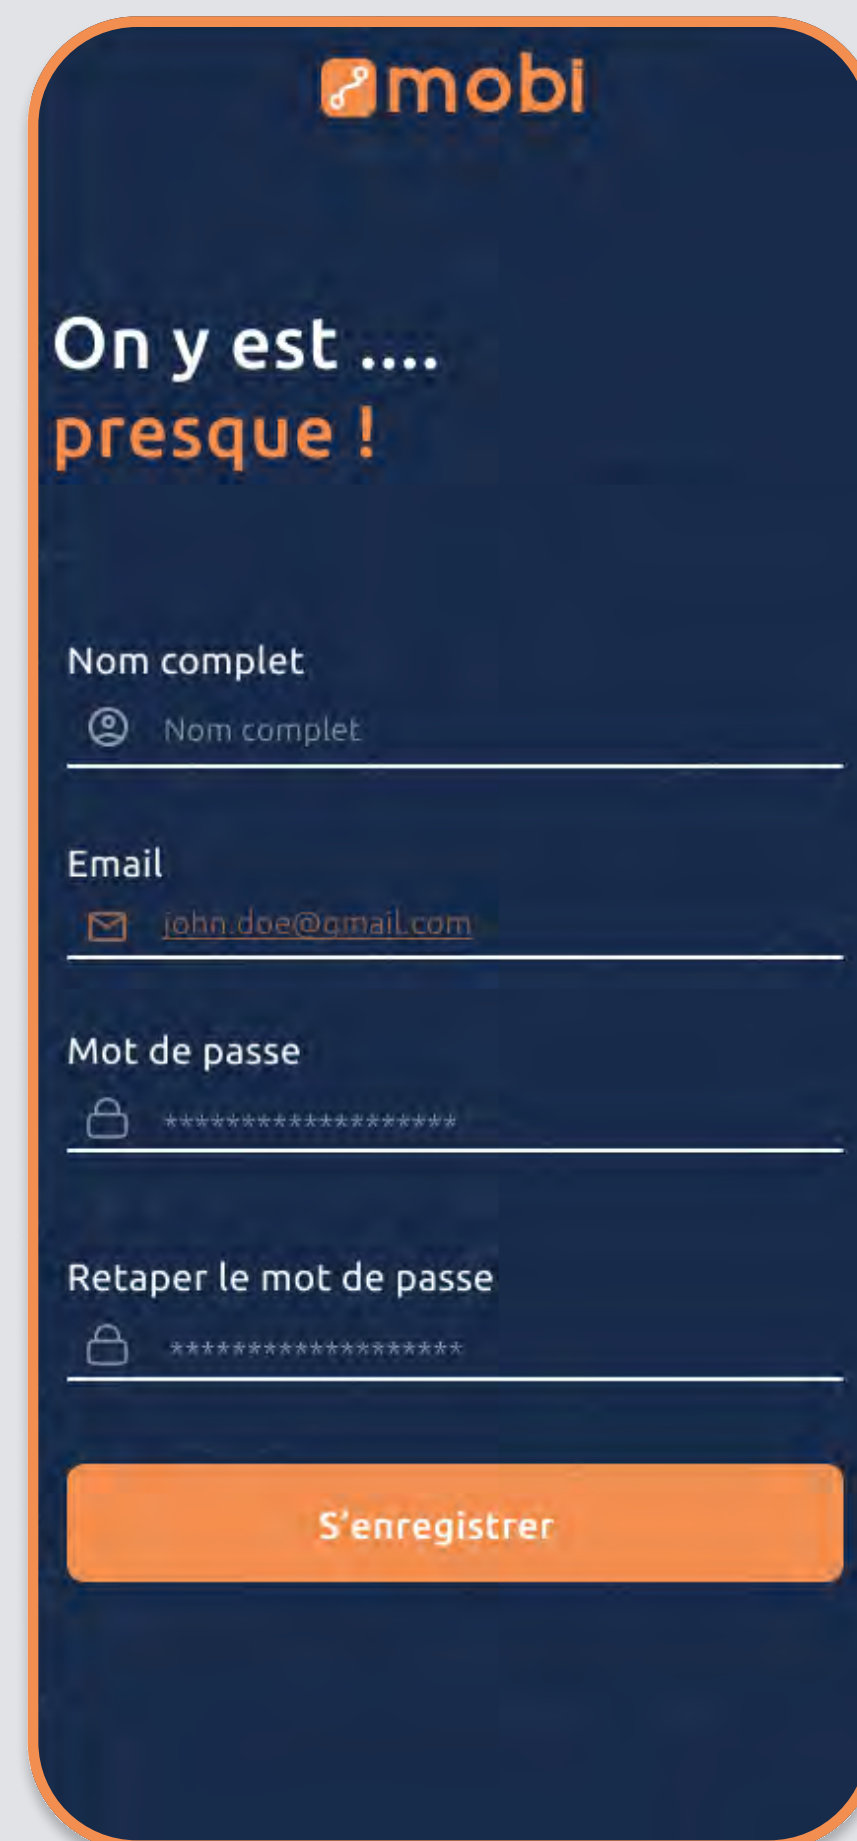 mobi
On y est ....
presque !
Nom complet
Nom complet
Email
john.doe@gmail.com
Mot de passe
*******************
Retaper le mot de passe
*******************
S'enregistrer